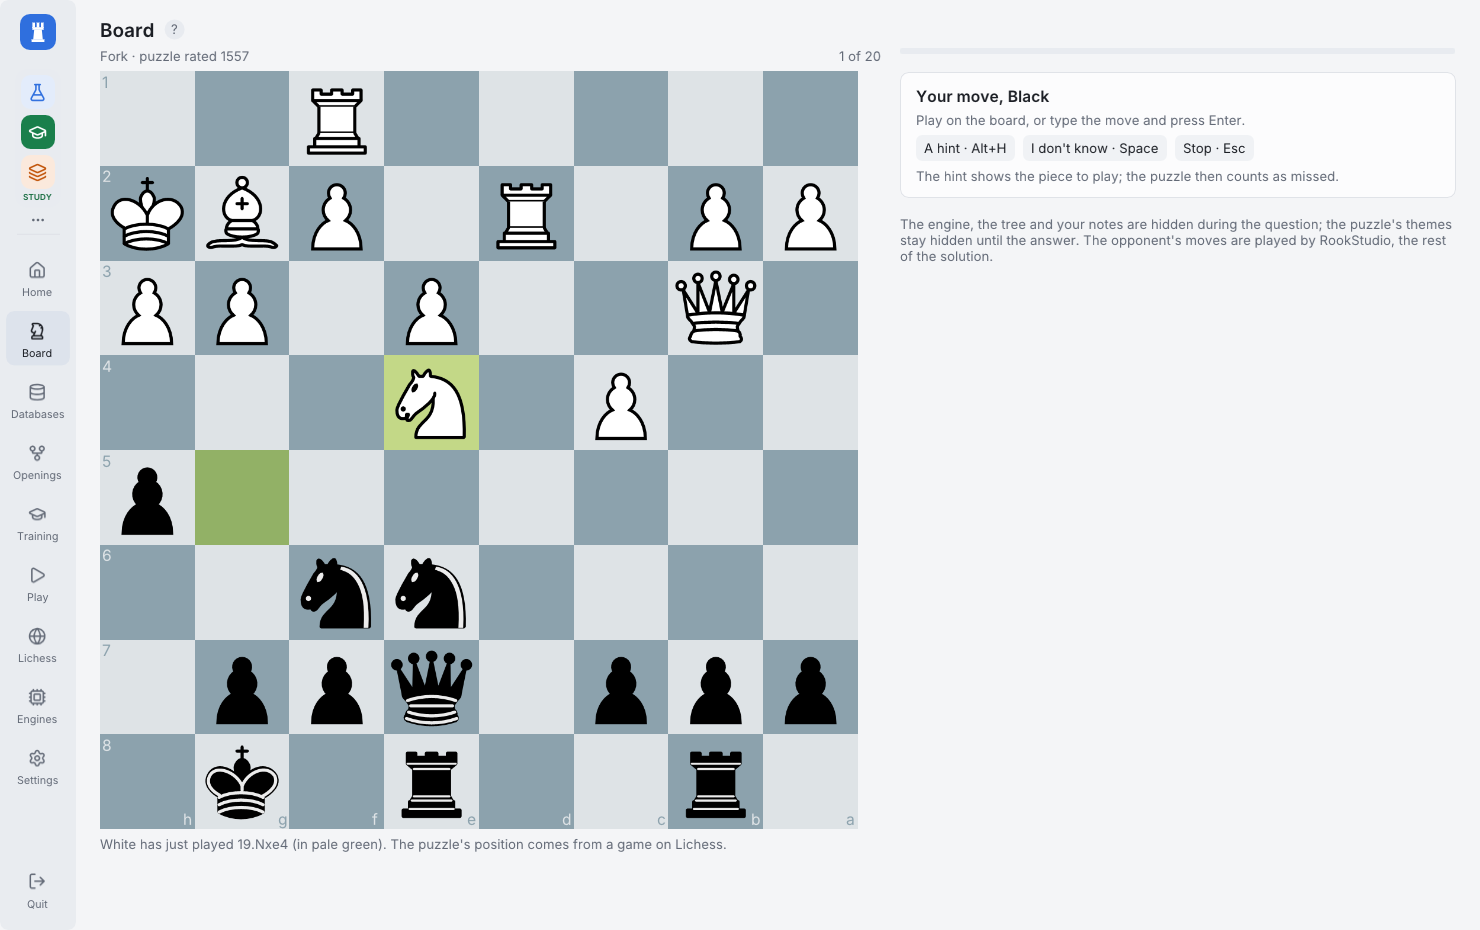 Board ?
Fork · puzzle rated 1557
1 of 20
STUDY
Home
Board
Databases
Openings
Training
Play
Lichess
Engines
Settings
Quit
1
2
3
4
5
6
7
8
h g f e d c b a
White has just played 19.Nxe4 (in pale green). The puzzle's position comes from a game on Lichess.
Your move, Black
Play on the board, or type the move and press Enter.
A hint · Alt+H I don't know · Space Stop · Esc
The hint shows the piece to play; the puzzle then counts as missed.
The engine, the tree and your notes are hidden during the question; the puzzle's themes
stay hidden until the answer. The opponent's moves are played by RookStudio, the rest
of the solution.